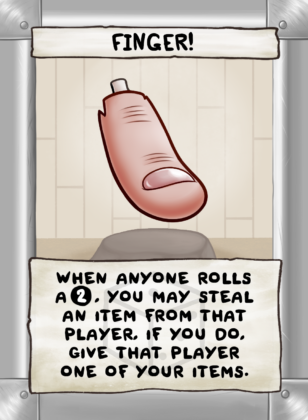 FINGER!
WHEN ANYONE ROLLS
A 2, YOU MAY STEAL
AN ITEM FROM THAT
PLAYER. IF YOU DO,
GIVE THAT PLAYER
ONE OF YOUR ITEMS.